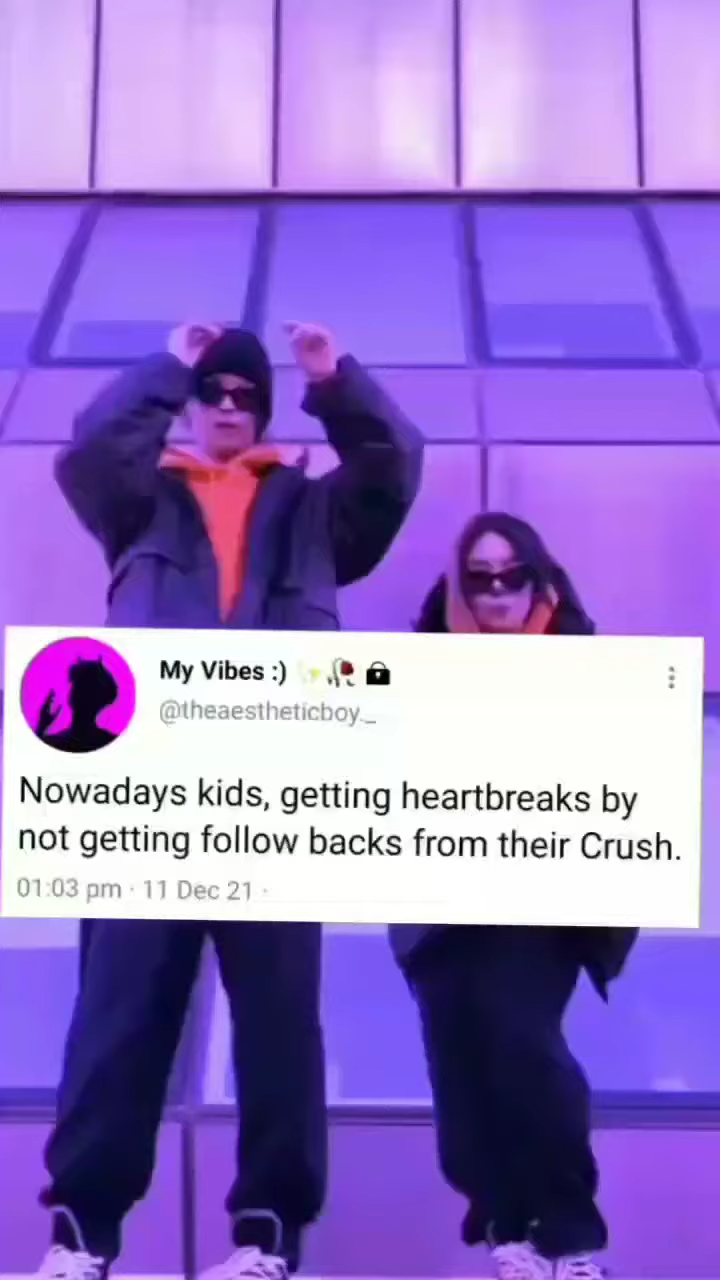 My Vibes :) ✨🥀 🔒
@theaestheticboy._
Nowadays kids, getting heartbreaks by
not getting follow backs from their Crush.
01:03 pm · 11 Dec 21 ·